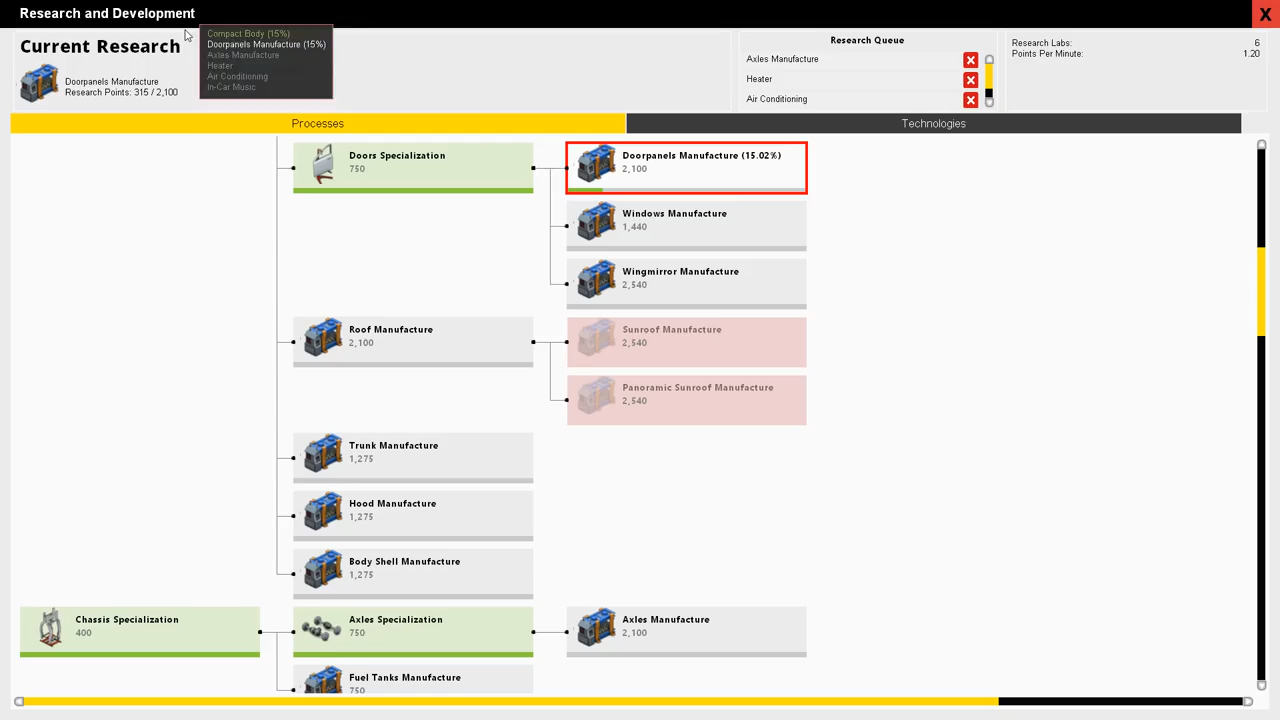 Research and Development
X
Current Research
Doorpanels Manufacture
Research Points: 315 / 2,100
Compact Body (15%)
Doorpanels Manufacture (15%)
Axles Manufacture
Heater
Air Conditioning
In-Car Music
Research Queue
Axles Manufacture
Heater
Air Conditioning
Research Labs: 6
Points Per Minute: 1.20
Processes
Technologies
Doors Specialization
750
Doorpanels Manufacture (15.02%)
2,100
Windows Manufacture
1,440
Wingmirror Manufacture
2,540
Roof Manufacture
2,100
Sunroof Manufacture
2,540
Panoramic Sunroof Manufacture
2,540
Trunk Manufacture
1,275
Hood Manufacture
1,275
Body Shell Manufacture
1,275
Chassis Specialization
400
Axles Specialization
750
Axles Manufacture
2,100
Fuel Tanks Manufacture
750